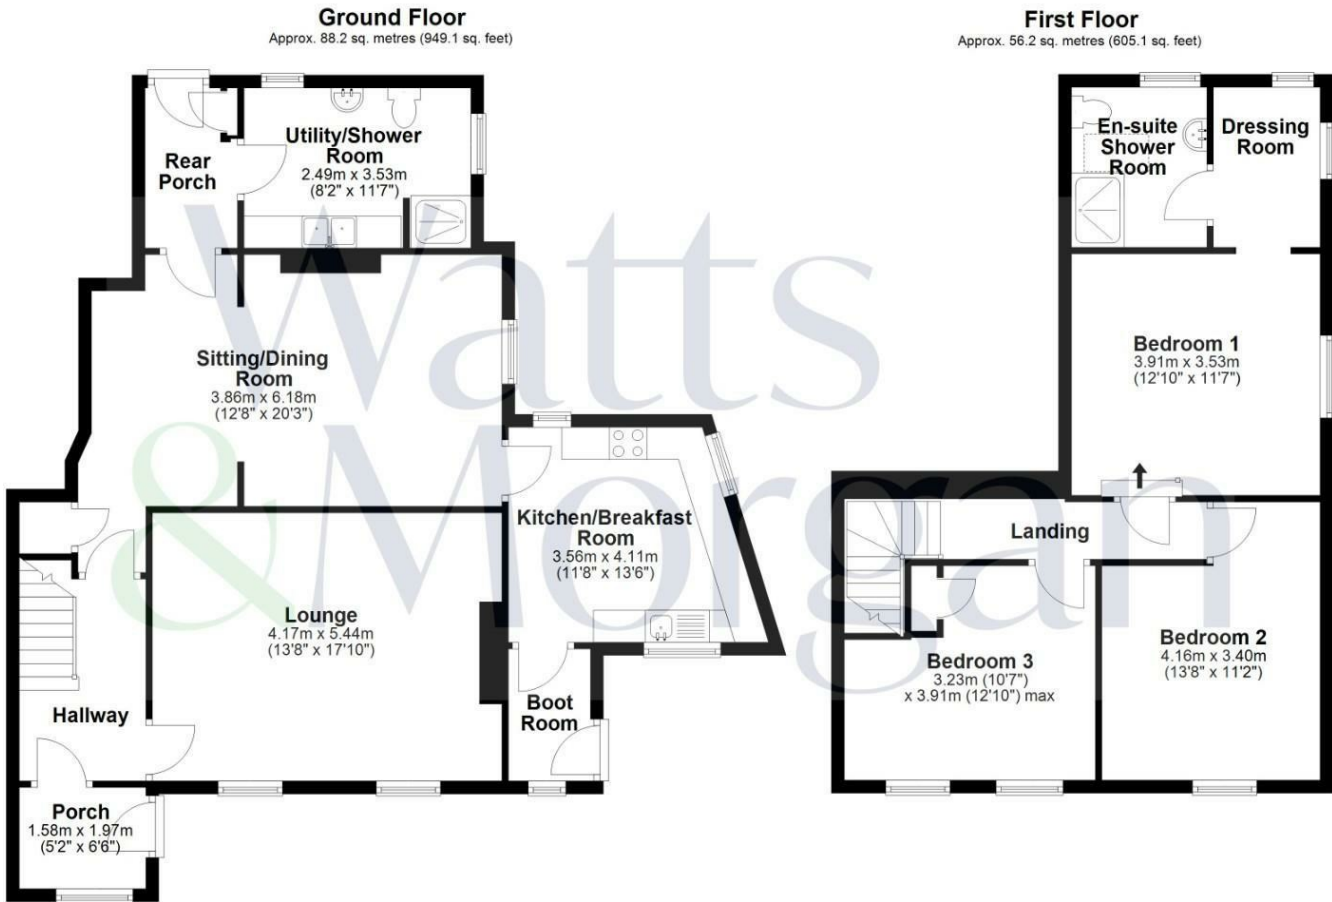 Ground Floor
Approx. 88.2 sq. metres (949.1 sq. feet)
Utility/Shower
Room
2.49m x 3.53m
(8'2" x 11'7")
Rear
Porch
Sitting/Dining
Room
3.86m x 6.18m
(12'8" x 20'3")
Kitchen/Breakfast
Room
3.56m x 4.11m
(11'8" x 13'6")
Lounge
4.17m x 5.44m
(13'8" x 17'10")
Hallway
Boot
Room
Porch
1.58m x 1.97m
(5'2" x 6'6")
First Floor
Approx. 56.2 sq. metres (605.1 sq. feet)
En-suite
Shower
Room
Dressing
Room
Bedroom 1
3.91m x 3.53m
(12'10" x 11'7")
Landing
Bedroom 3
3.23m (10'7")
x 3.91m (12'10") max
Bedroom 2
4.16m x 3.40m
(13'8" x 11'2")
Watts
&Morgan